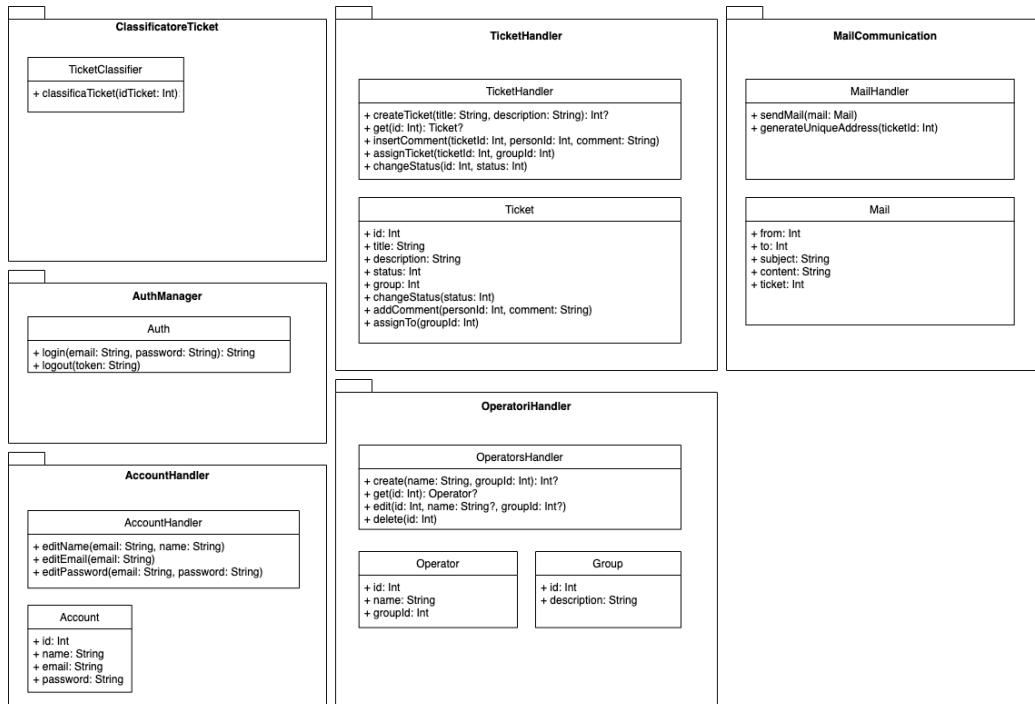 ClassificatoreTicket
TicketClassifier
+ classificaTicket(idTicket: Int):
AuthManager
Auth
+ login(email: String, password: String): String
+ logout(token: String)
AccountHandler
AccountHandler
+ editName(email: String, name: String)
+ editEmail(email: String)
+ editPassword(email: String, password: String)
Account
+ id: Int
+ name: String
+ email: String
+ password: String
TicketHandler
TicketHandler
+ createTicket(title: String, description: String): Int?
+ get(id: Int): Ticket?
+ insertComment(ticketId: Int, personId: Int, comment: String)
+ assignTicket(ticketId: Int, groupId: Int)
+ changeStatus(id: Int, status: Int)
Ticket
+ id: Int
+ title: String
+ description: String
+ status: Int
+ group: Int
+ changeStatus(status: Int)
+ addComment(personId: Int, comment: String)
+ assignTo(groupId: Int)
OperatoriHandler
OperatorsHandler
+ create(name: String, groupId: Int): Int?
+ get(id: Int): Operator?
+ edit(id: Int, name: String?, groupId: Int?)
+ delete(id: Int)
Operator
+ id: Int
+ name: String
+ groupId: Int
Group
+ id: Int
+ description: String
MailCommunication
MailHandler
+ sendMail(mail: Mail)
+ generateUniqueAddress(ticketId: Int)
Mail
+ from: Int
+ to: Int
+ subject: String
+ content: String
+ ticket: Int